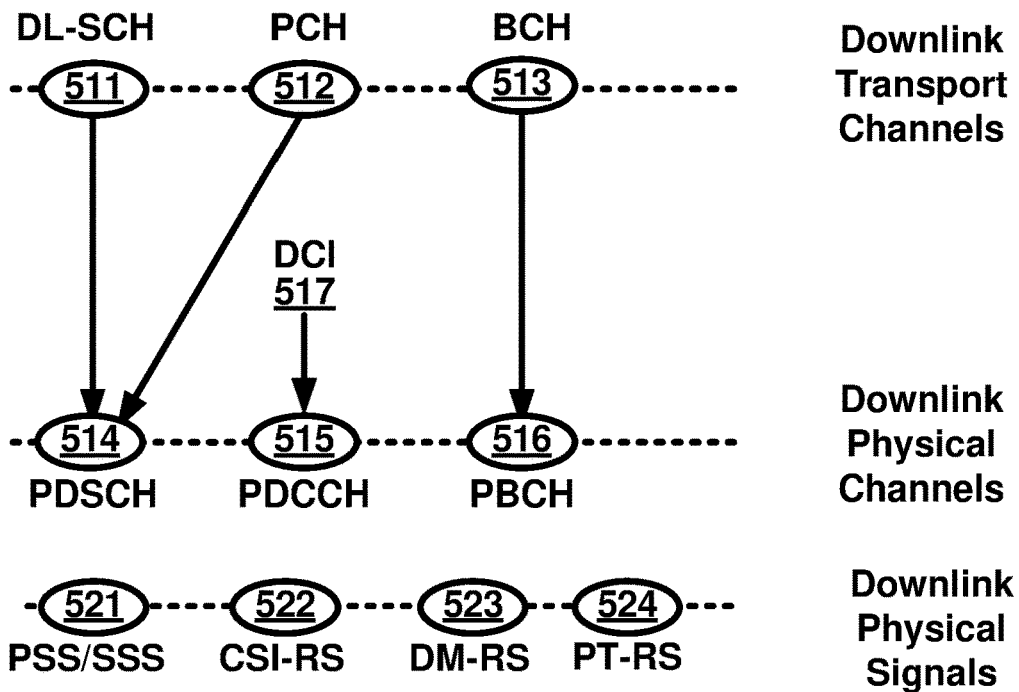 DL-SCH PCH BCH
Downlink
Transport
Channels
511 512 513
DCI
517
Downlink
Physical
Channels
514 515 516
PDSCH PDCCH PBCH
Downlink
Physical
Signals
521 522 523 524
PSS/SSS CSI-RS DM-RS PT-RS